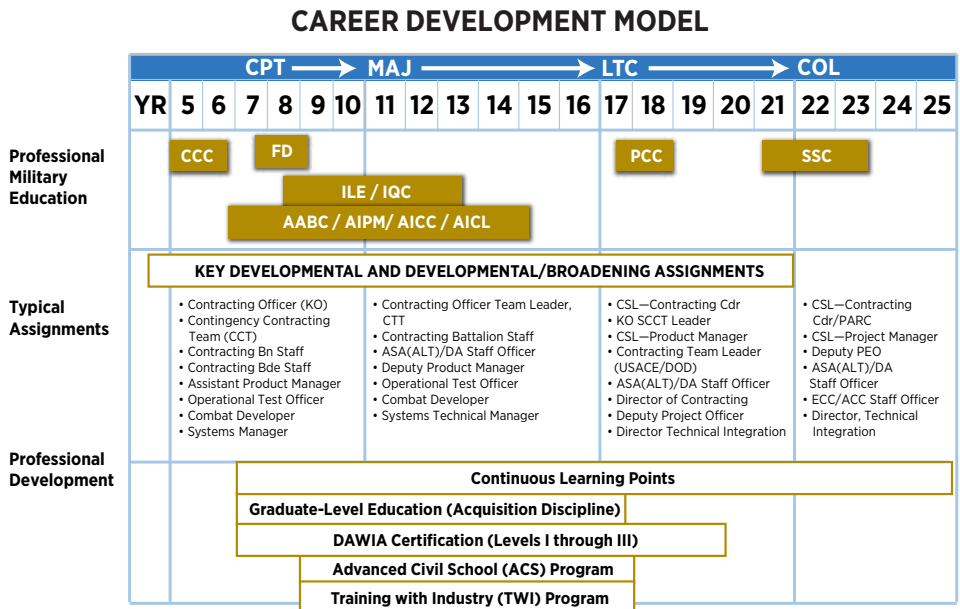 CAREER DEVELOPMENT MODEL
CPT MAJ LTC COL
YR 5 6 7 8 9 10 11 12 13 14 15 16 17 18 19 20 21 22 23 24 25
Professional
Military
Education
CCC
FD
PCC
SSC
ILE / IQC
AABC / AIPM/ AICC / AICL
KEY DEVELOPMENTAL AND DEVELOPMENTAL/BROADENING ASSIGNMENTS
Typical
Assignments
• Contracting Officer (KO)
• Contingency Contracting
Team (CCT)
• Contracting Bn Staff
• Contracting Bde Staff
• Assistant Product Manager
• Operational Test Officer
• Combat Developer
• Systems Manager
• Contracting Officer Team Leader,
CTT
• Contracting Battalion Staff
• ASA(ALT)/DA Staff Officer
• Deputy Product Manager
• Operational Test Officer
• Combat Developer
• Systems Technical Manager
• CSL—Contracting Cdr
• KO SCCT Leader
• CSL—Product Manager
• Contracting Team Leader
(USACE/DOD)
• ASA(ALT)/DA Staff Officer
• Director of Contracting
• Deputy Project Officer
• Director Technical Integration
• CSL—Contracting
Cdr/PARC
• CSL—Project Manager
• Deputy PEO
• ASA(ALT)/DA
Staff Officer
• ECC/ACC Staff Officer
• Director, Technical
Integration
Professional
Development
Continuous Learning Points
Graduate-Level Education (Acquisition Discipline)
DAWIA Certification (Levels I through III)
Advanced Civil School (ACS) Program
Training with Industry (TWI) Program